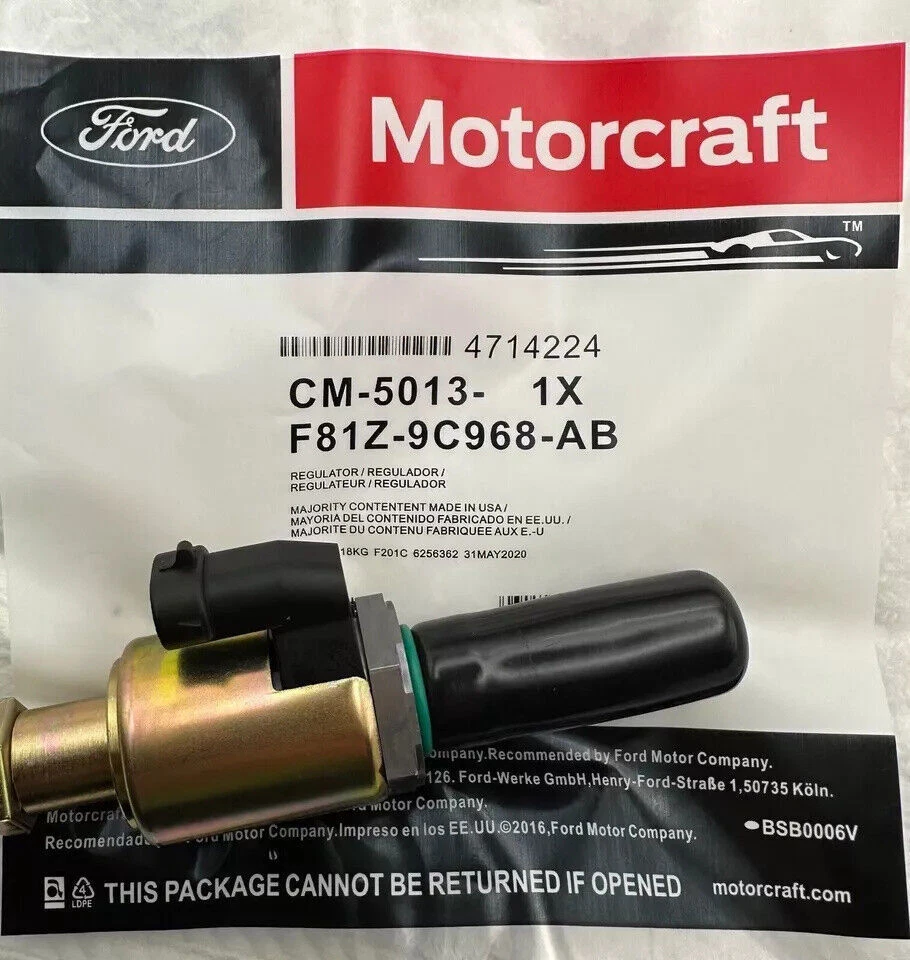 Ford
Motorcraft
TM
4714224
CM-5013- 1X
F81Z-9C968-AB
REGULATOR / REGULADOR /
REGULATEUR / REGULADOR
MAJORITY CONTENTENT MADE IN USA /
MAYORIA DEL CONTENIDO FABRICADO EN EE.UU. /
MAJORITE DU CONTENU FABRIQUEE AUX E.-U
18KG F201C 6256362 31MAY2020
Company.Recommended by Ford Motor Company.
126. Ford-Werke GmbH,Henry-Ford-Straße 1,50735 Köln.
Motorcraft Motor Company.
Ford Motor Company.Impreso en los EE.UU.©2016,Ford Motor Company.
BSB0006V
4
LDPE
THIS PACKAGE CANNOT BE RETURNED IF OPENED
motorcraft.com